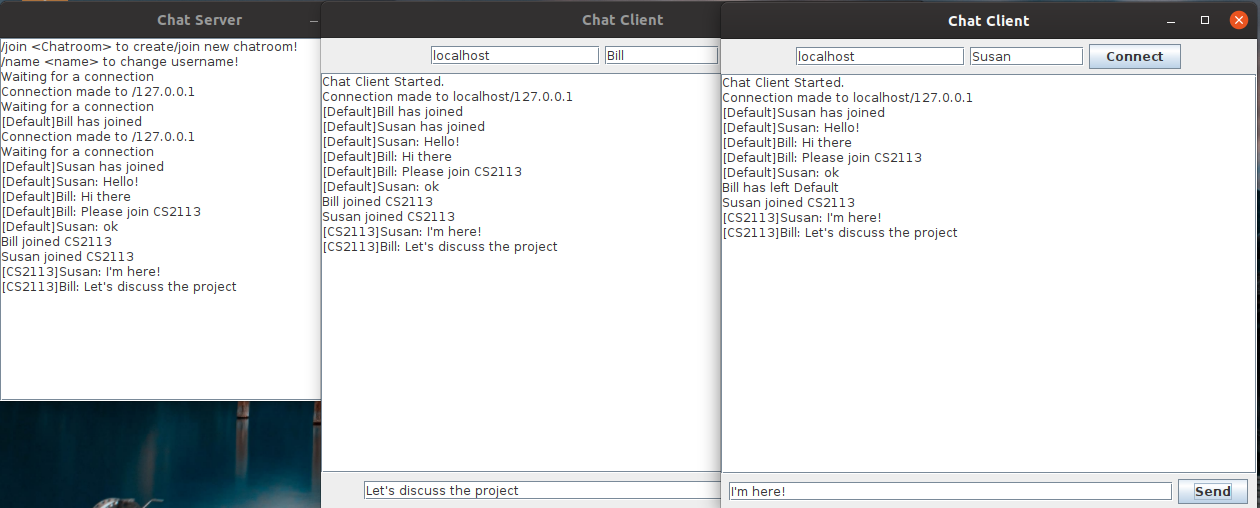 Chat Server
/join <Chatroom> to create/join new chatroom!
/name <name> to change username!
Waiting for a connection
Connection made to /127.0.0.1
Waiting for a connection
[Default]Bill has joined
Connection made to /127.0.0.1
Waiting for a connection
[Default]Susan has joined
[Default]Susan: Hello!
[Default]Bill: Hi there
[Default]Bill: Please join CS2113
[Default]Susan: ok
Bill joined CS2113
Susan joined CS2113
[CS2113]Susan: I'm here!
[CS2113]Bill: Let's discuss the project
Chat Client
localhost
Bill
Chat Client Started.
Connection made to localhost/127.0.0.1
[Default]Bill has joined
[Default]Susan has joined
[Default]Susan: Hello!
[Default]Bill: Hi there
[Default]Bill: Please join CS2113
[Default]Susan: ok
Bill joined CS2113
Susan joined CS2113
[CS2113]Susan: I'm here!
[CS2113]Bill: Let's discuss the project
Let's discuss the project
Chat Client
localhost
Susan
Connect
Chat Client Started.
Connection made to localhost/127.0.0.1
[Default]Susan has joined
[Default]Susan: Hello!
[Default]Bill: Hi there
[Default]Bill: Please join CS2113
[Default]Susan: ok
Bill has left Default
Susan joined CS2113
[CS2113]Susan: I'm here!
[CS2113]Bill: Let's discuss the project
I'm here!
Send